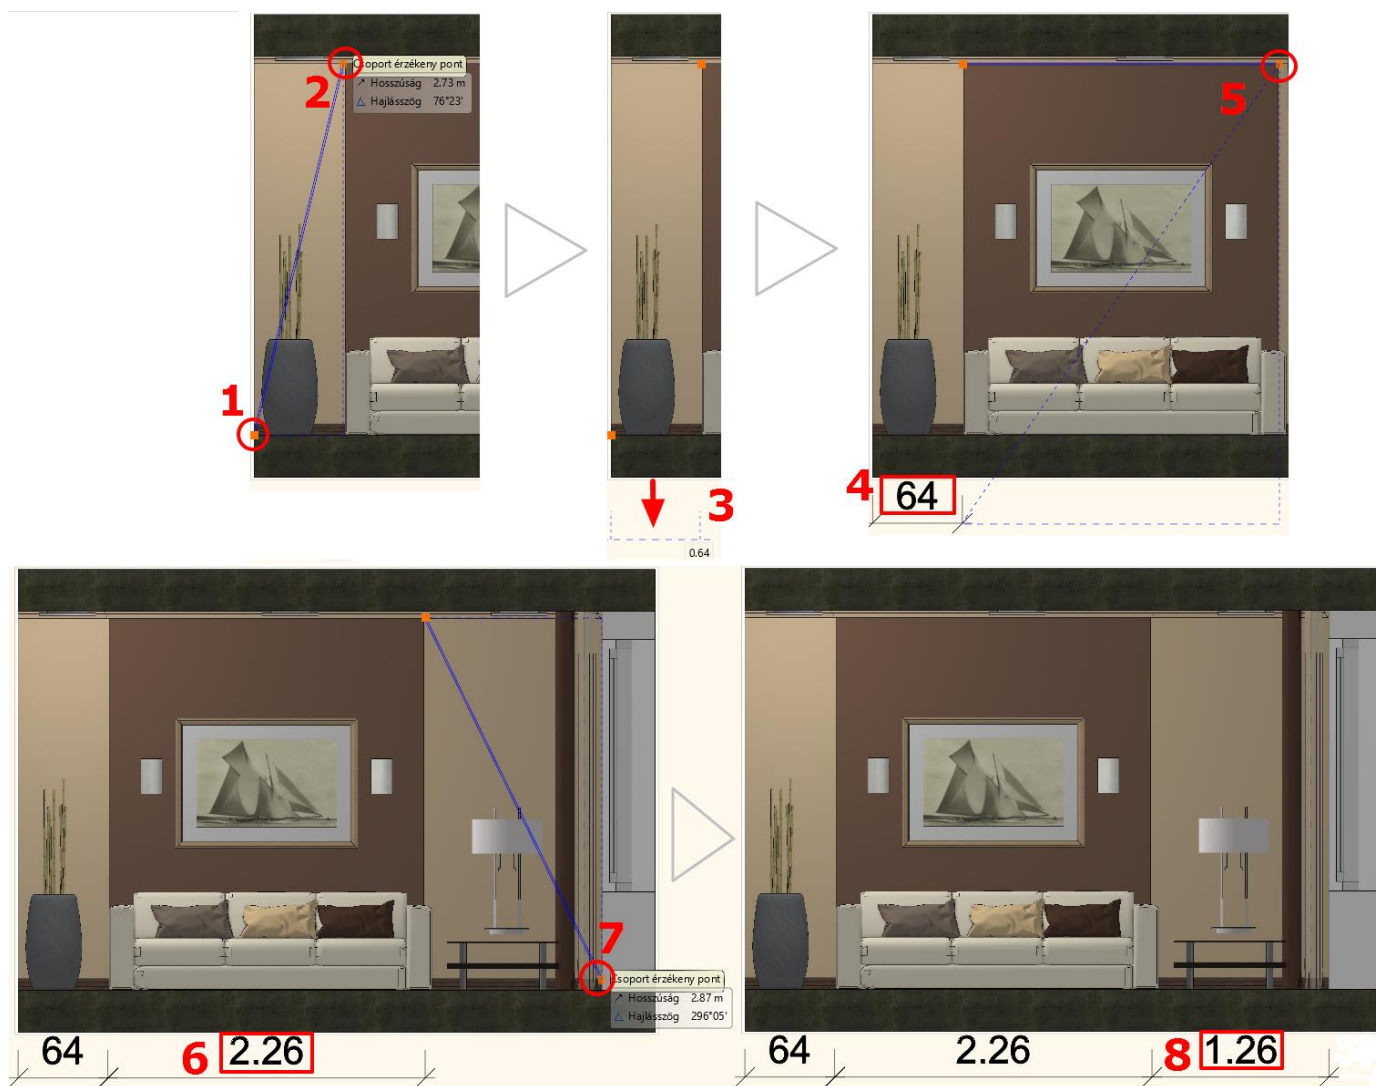 2
Csoport érzékeny pont
Hosszúság 2.73 m
Hajlásszög 76°23'
1
3
0.64
5
4
64
7
Csoport érzékeny pont
Hosszúság 2.87 m
Hajlásszög 296°05'
64
6
2.26
64
2.26
8
1.26